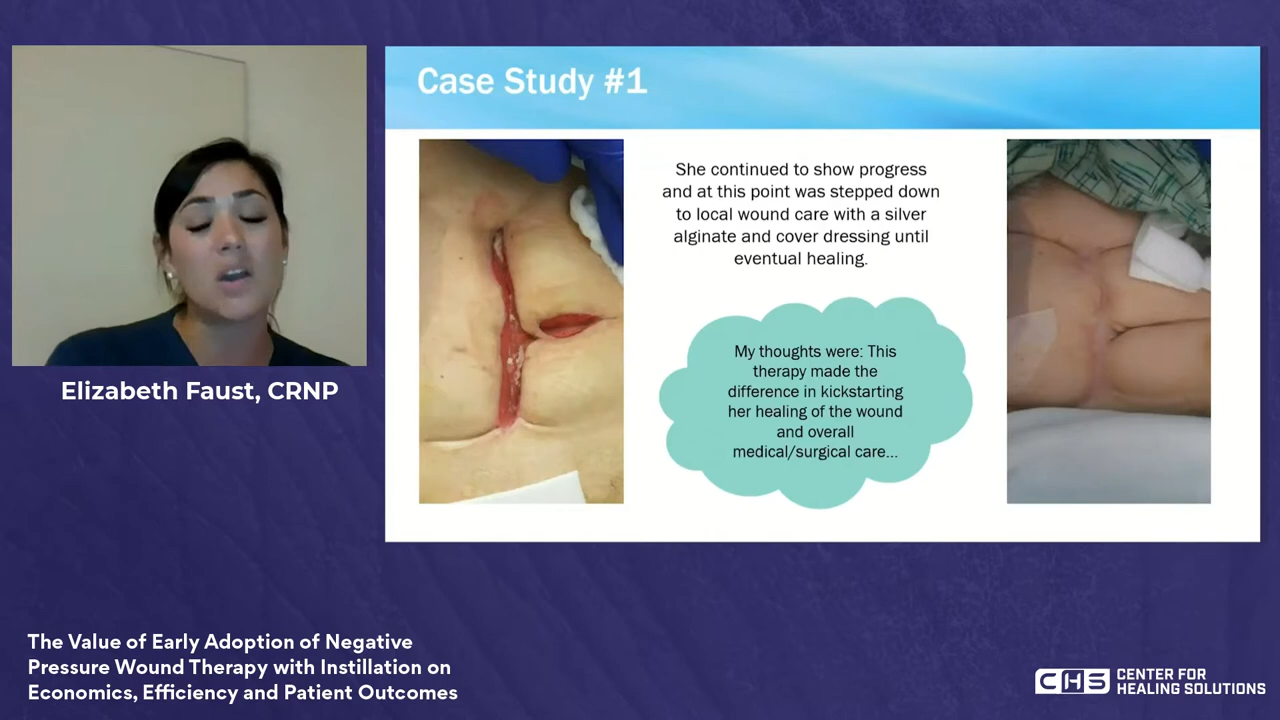 Case Study #1
She continued to show progress
and at this point was stepped down
to local wound care with a silver
alginate and cover dressing until
eventual healing.
My thoughts were: This
therapy made the
difference in kickstarting
her healing of the wound
and overall
medical/surgical care...
Elizabeth Faust, CRNP
The Value of Early Adoption of Negative
Pressure Wound Therapy with Instillation on
Economics, Efficiency and Patient Outcomes
CHS
CENTER FOR
HEALING SOLUTIONS